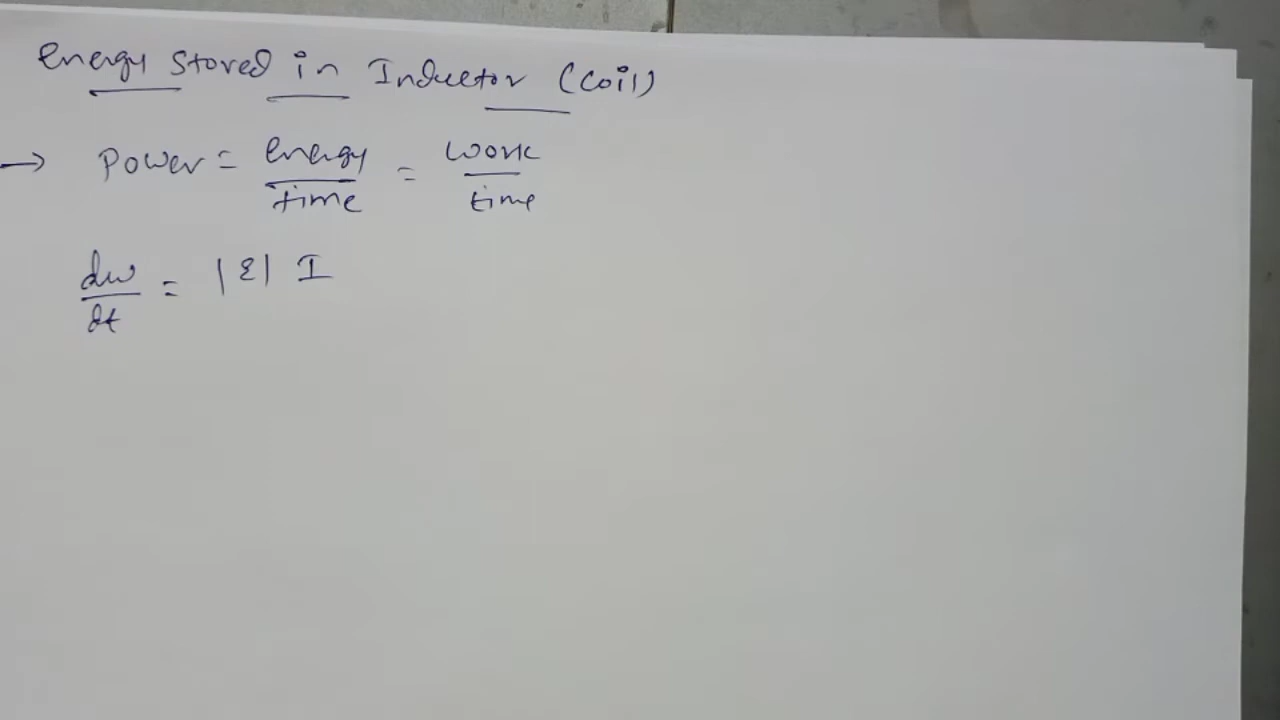 Energy stored in Inductor (coil)
→ Power = energy/time = work/time
dw/dt = |ε| I